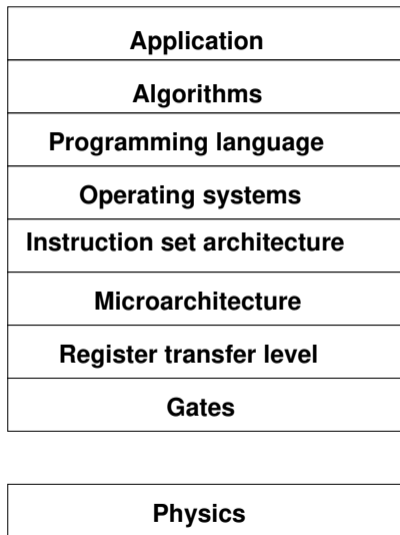 Application
Algorithms
Programming language
Operating systems
Instruction set architecture
Microarchitecture
Register transfer level
Gates
Physics